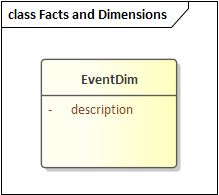 class Facts and Dimensions
EventDim
- description